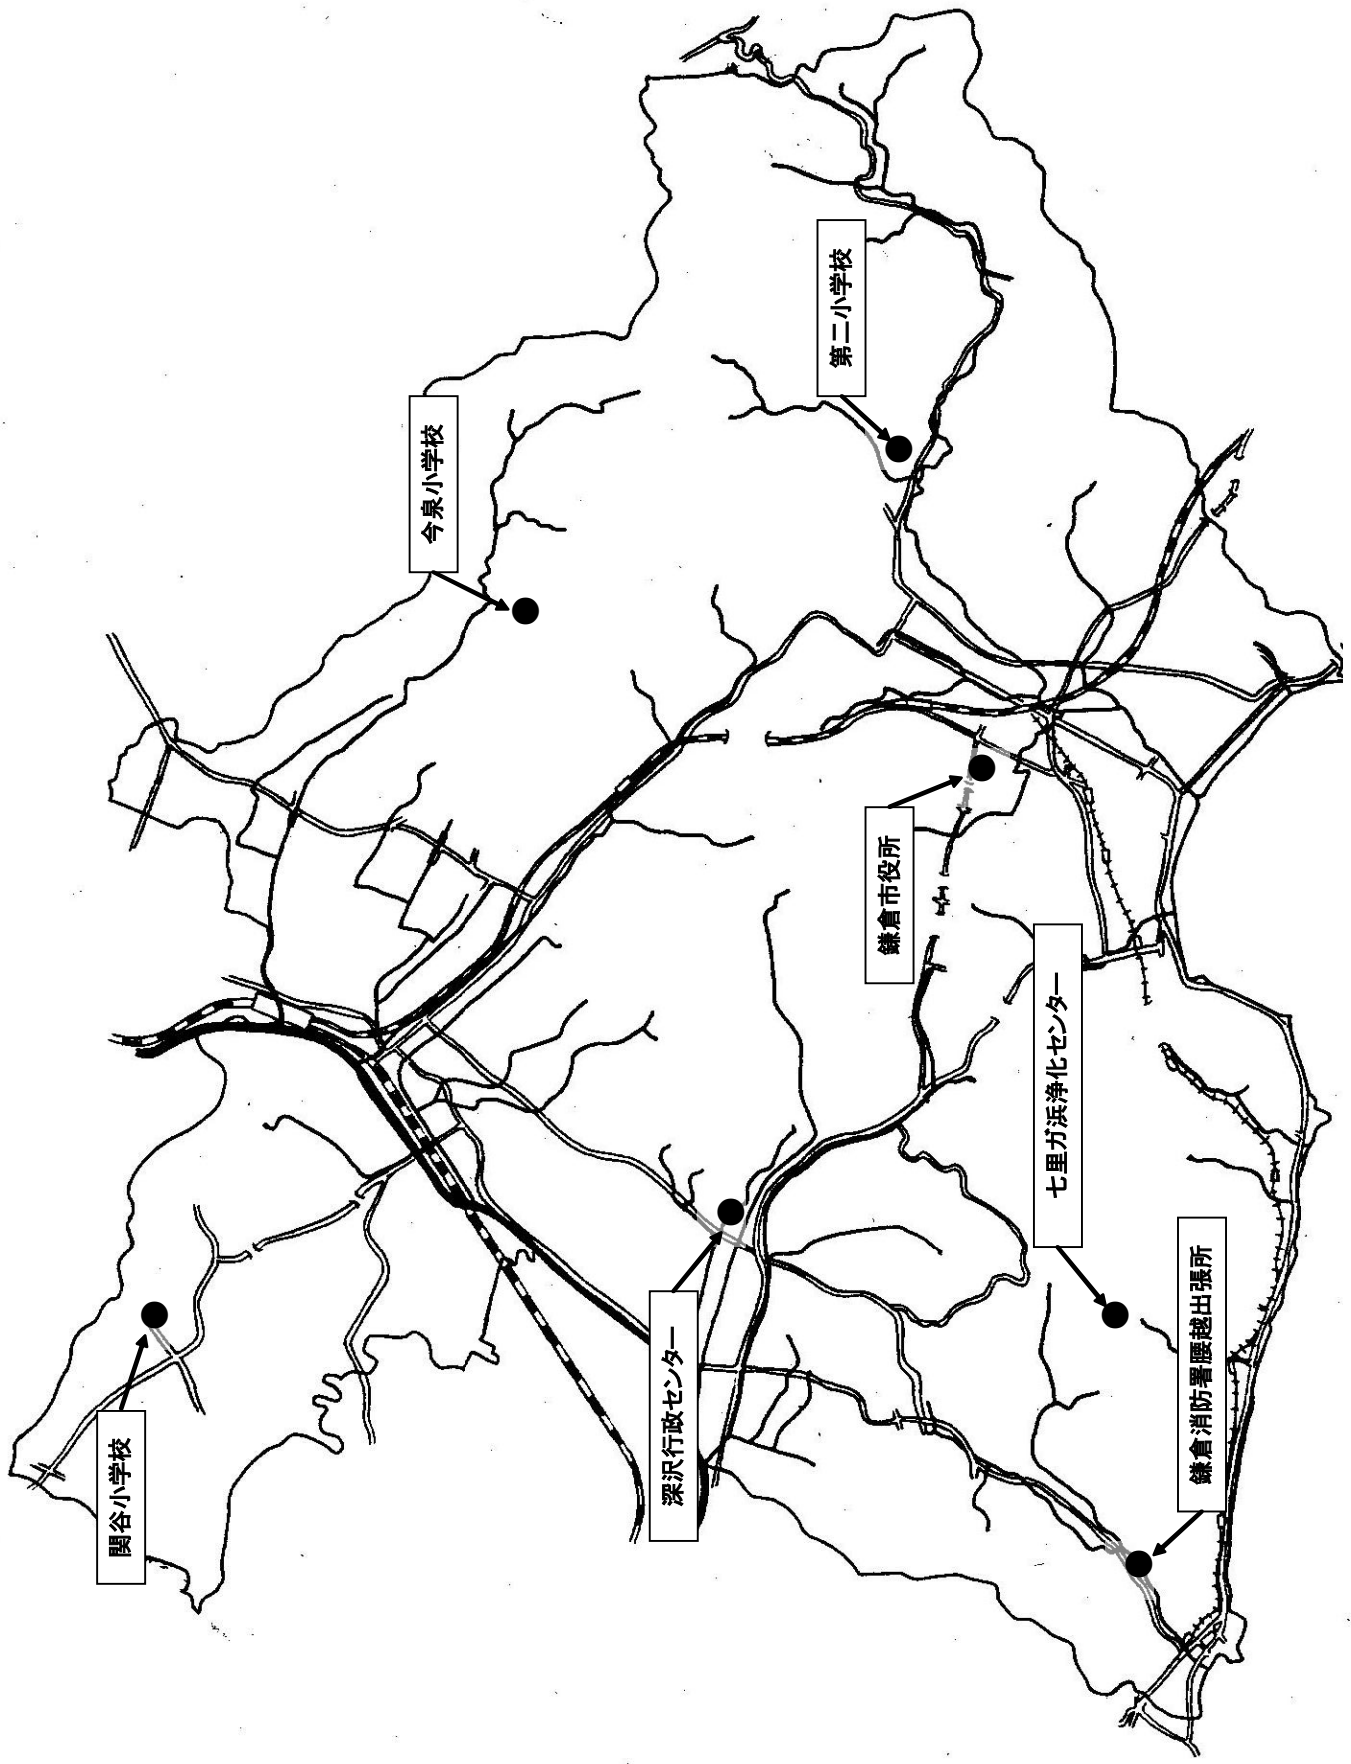 関谷小学校
今泉小学校
深沢行政センター
第二小学校
鎌倉市役所
七里ガ浜浄化センター
鎌倉消防署腰越出張所